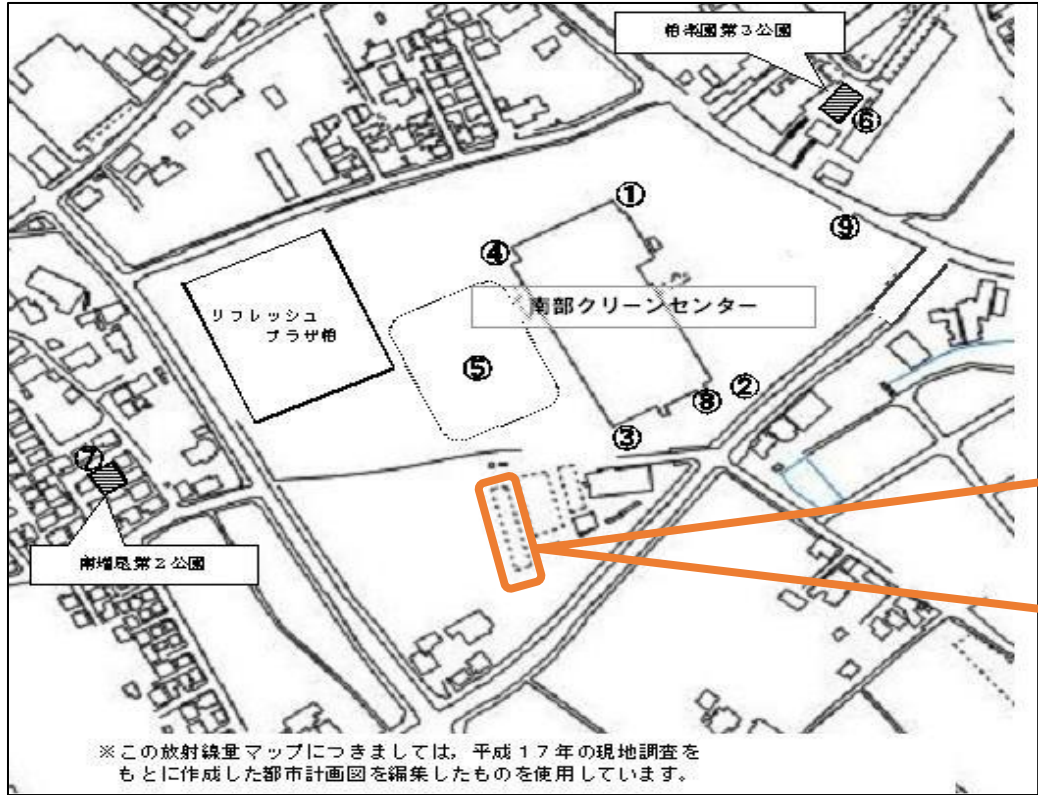 柏楽園第3公園
⑥
①
⑨
④
南部クリーンセンター
リフレッシュ
プラザ柏
⑤
②
⑧
③
⑦
南増尾第2公園
※この放射線量マップにつきましては，平成17年の現地調査を
もとに作成した都市計画図を編集したものを使用しています。